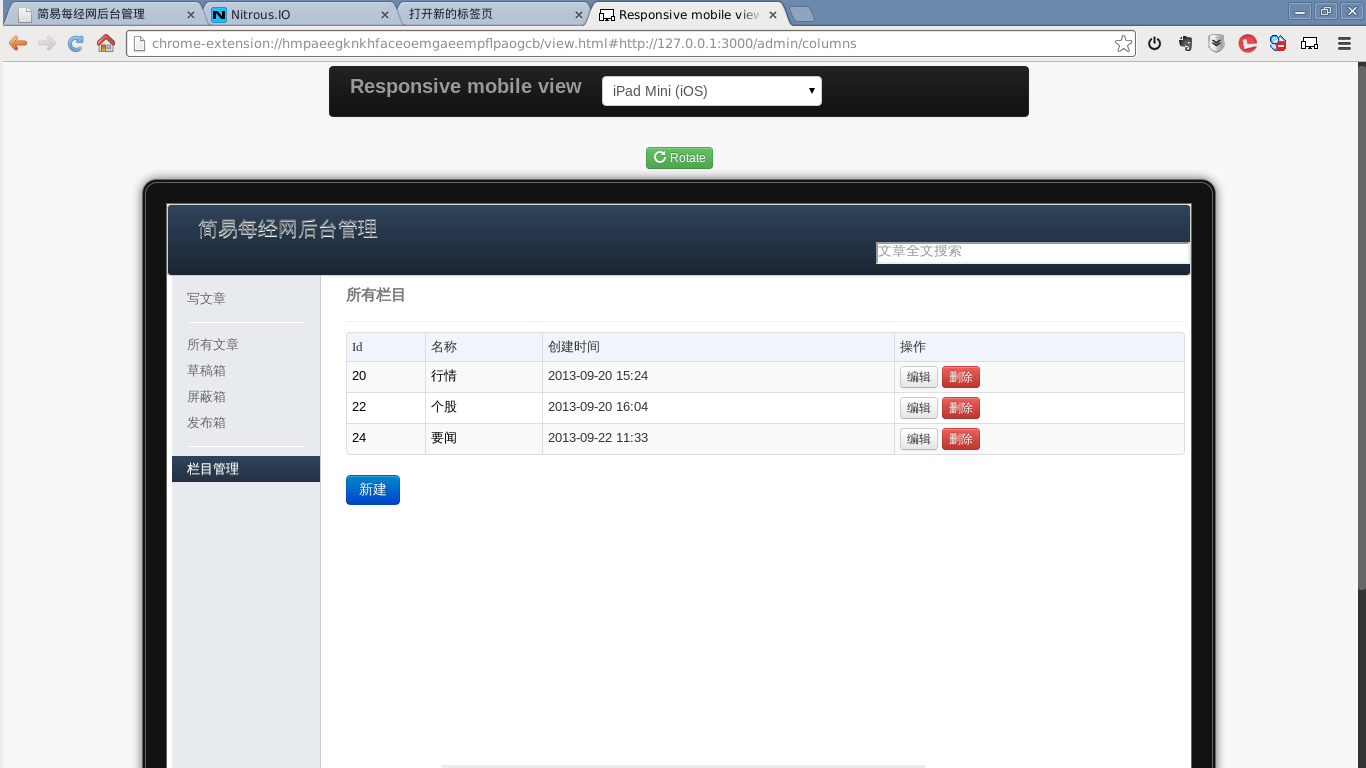 简易每经网后台管理 Nitrous.IO 打开新的标签页 Responsive mobile view
chrome-extension://hmpaeegknkhfaceoemgaeempflpaogcb/view.html#http://127.0.0.1:3000/admin/columns
Responsive mobile view iPad Mini (iOS)
Rotate
简易每经网后台管理
文章全文搜索
写文章
所有文章
草稿箱
屏蔽箱
发布箱
栏目管理
所有栏目
Id 名称 创建时间 操作
20 行情 2013-09-20 15:24 编辑 删除
22 个股 2013-09-20 16:04 编辑 删除
24 要闻 2013-09-22 11:33 编辑 删除
新建